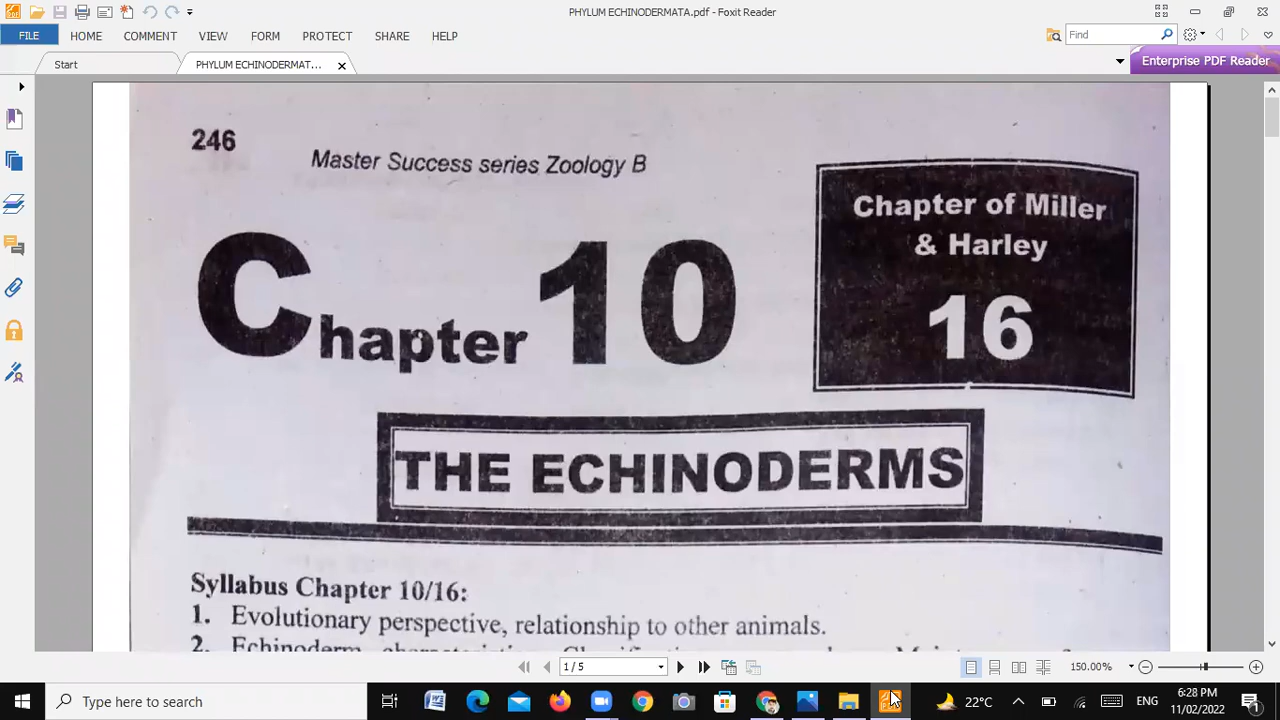 PHYLUM ECHINODERMATA.pdf - Foxit Reader
FILE HOME COMMENT VIEW FORM PROTECT SHARE HELP
Find
Start
PHYLUM ECHINODERMAT...
Enterprise PDF Reader
246
Master Success series Zoology B
Chapter of Miller
& Harley
16
Chapter 10
THE ECHINODERMS
Syllabus Chapter 10/16:
1. Evolutionary perspective, relationship to other animals.
2. Echinoderm
1 / 5
150.00%
Type here to search
22°C
ENG
6:28 PM
11/02/2022